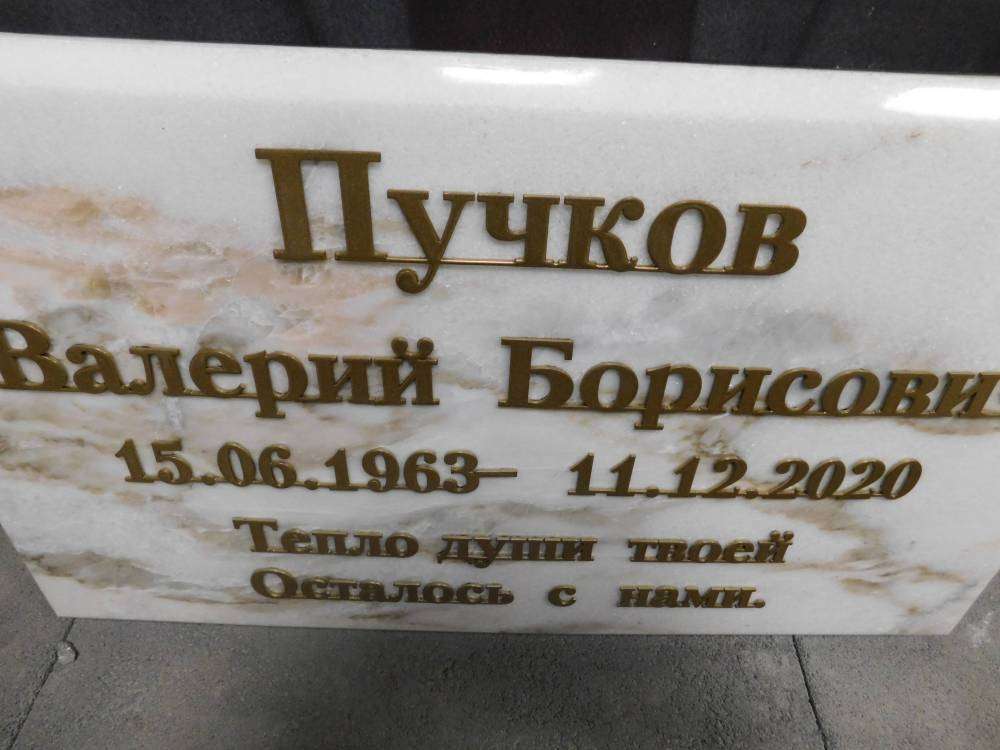 Пучков
Валерий Борисови
15.06.1963– 11.12.2020
Тепло души твоей
Осталось с нами.